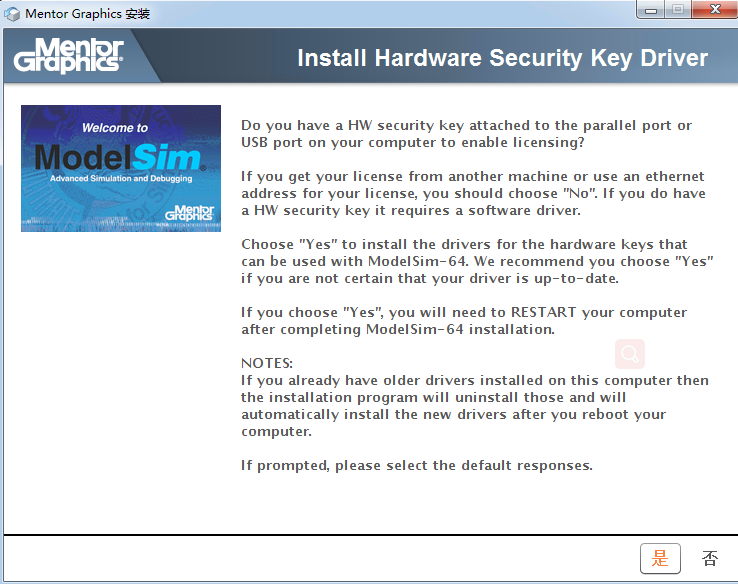 Mentor Graphics 安装
Mentor
Graphics
Install Hardware Security Key Driver
Welcome to
ModelSim
Advanced Simulation and Debugging
Mentor
Graphics
Do you have a HW security key attached to the parallel port or
USB port on your computer to enable licensing?
If you get your license from another machine or use an ethernet
address for your license, you should choose "No". If you do have
a HW security key it requires a software driver.
Choose "Yes" to install the drivers for the hardware keys that
can be used with ModelSim-64. We recommend you choose "Yes"
if you are not certain that your driver is up-to-date.
If you choose "Yes", you will need to RESTART your computer
after completing ModelSim-64 installation.
NOTES:
If you already have older drivers installed on this computer then
the installation program will uninstall those and will
automatically install the new drivers after you reboot your
computer.
If prompted, please select the default responses.
是 否